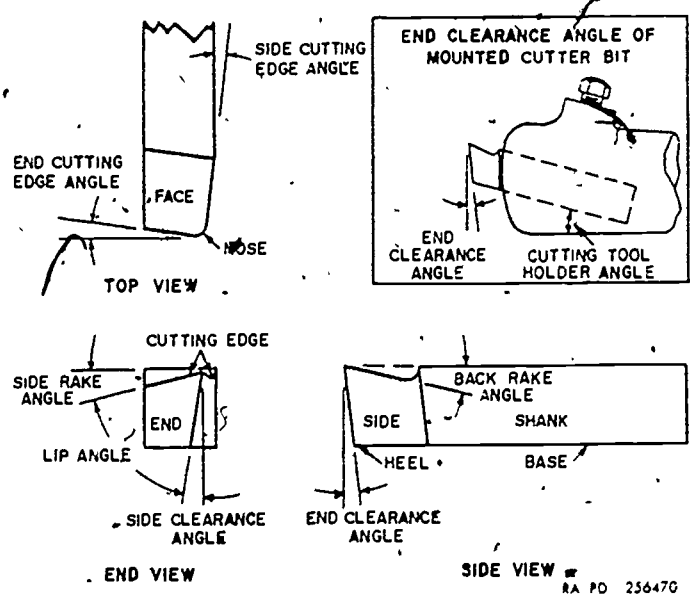 SIDE CUTTING
EDGE ANGLE
END CUTTING
EDGE ANGLE
FACE
NOSE
TOP VIEW
END CLEARANCE ANGLE OF
MOUNTED CUTTER BIT
END
CLEARANCE
ANGLE
CUTTING TOOL
HOLDER ANGLE
CUTTING EDGE
SIDE RAKE
ANGLE
END
LIP ANGLE
SIDE CLEARANCE
ANGLE
END VIEW
BACK RAKE
ANGLE
SIDE
SHANK
HEEL
BASE
END CLEARANCE
ANGLE
SIDE VIEW
RA PD 256470